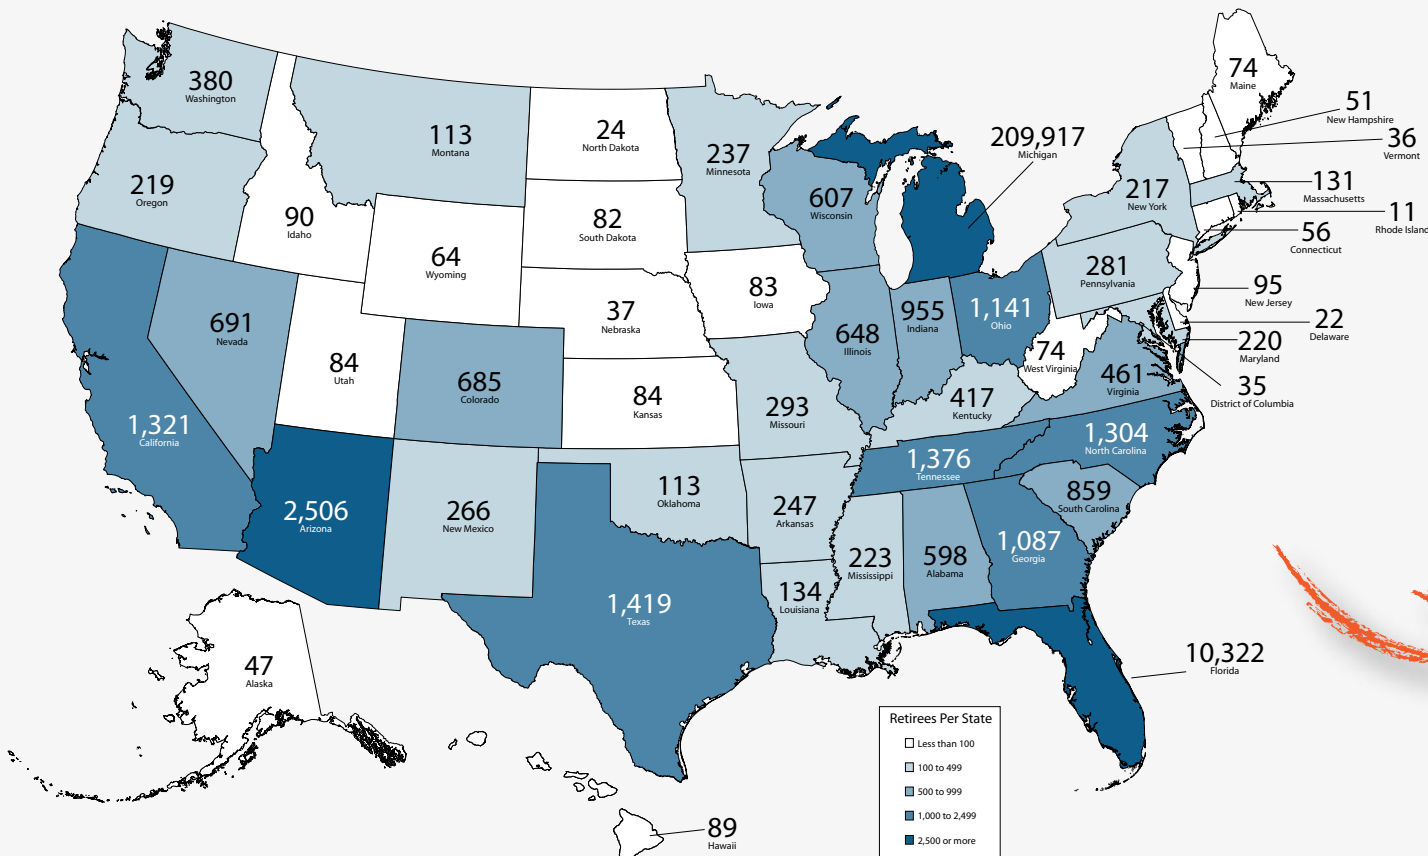 74
Maine
380
Washington
51
New Hampshire
113
Montana
24
North Dakota
209,917
Michigan
36
Vermont
237
Minnesota
219
Oregon
607
Wisconsin
217
New York
131
Massachusetts
90
Idaho
82
South Dakota
11
Rhode Island
56
Connecticut
64
Wyoming
281
Pennsylvania
83
Iowa
95
New Jersey
691
Nevada
37
Nebraska
955
Indiana
1,141
Ohio
22
Delaware
648
Illinois
220
Maryland
84
Utah
74
West Virginia
685
Colorado
461
Virginia
35
District of Columbia
84
Kansas
293
Missouri
417
Kentucky
1,321
California
1,304
North Carolina
1,376
Tennessee
113
Oklahoma
859
South Carolina
2,506
Arizona
266
New Mexico
247
Arkansas
223
Mississippi
598
Alabama
1,087
Georgia
134
Louisiana
1,419
Texas
47
Alaska
10,322
Florida
Retirees Per State
Less than 100
100 to 499
500 to 999
1,000 to 2,499
2,500 or more
89
Hawaii